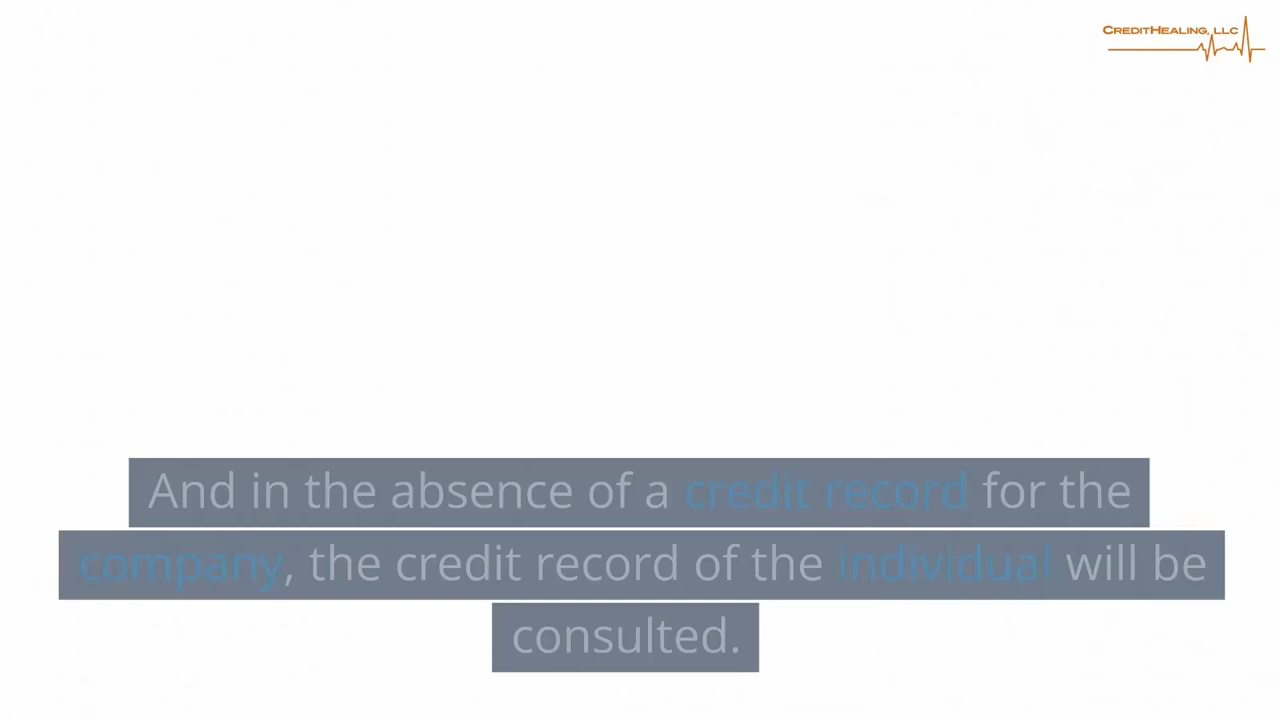 CREDITHEALING, LLC
And in the absence of a credit record for the
company, the credit record of the individual will be
consulted.